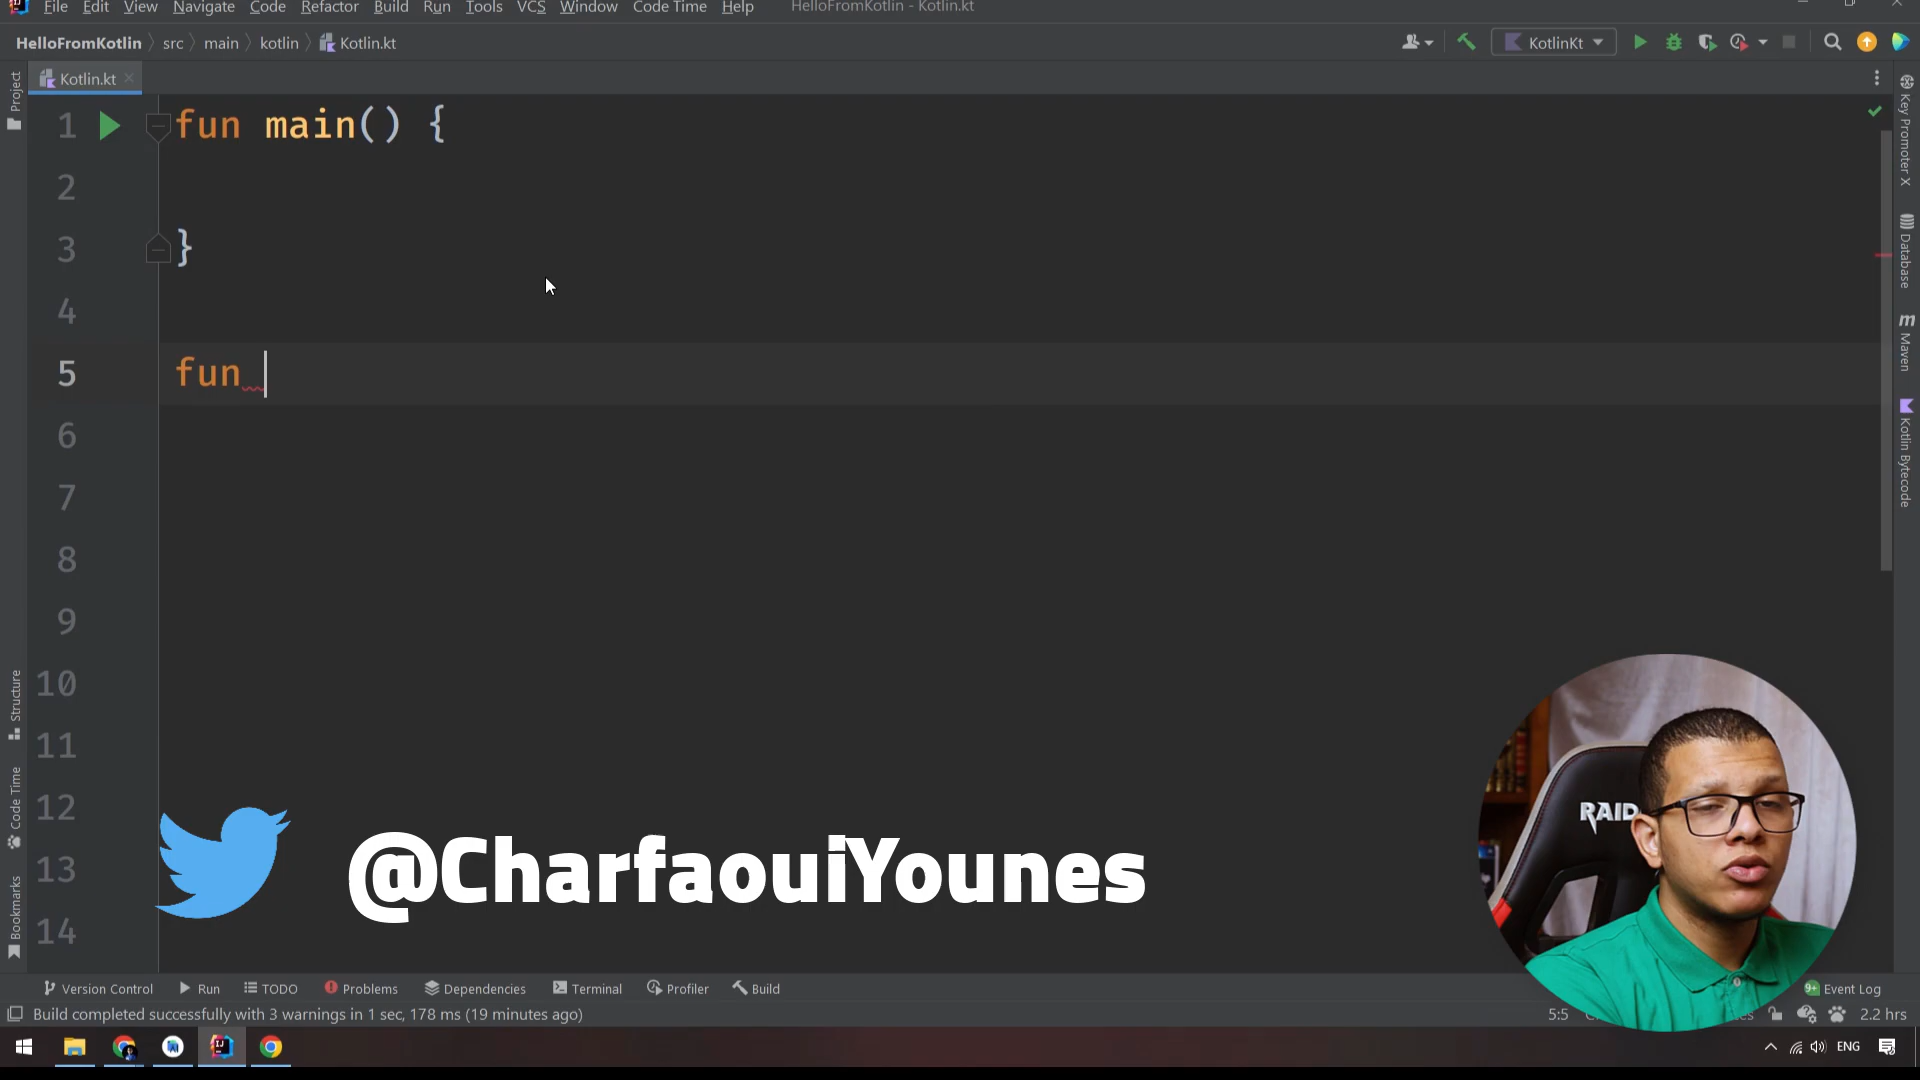 File Edit View Navigate Code Refactor Build Run Tools VCS Window Code Time Help HelloFromKotlin - Kotlin.kt
HelloFromKotlin src main kotlin Kotlin.kt KotlinKt
Project
Kotlin.kt
1 fun main() {
2
3 }
4
5 fun
6
7
8
9
10
11
12
13
14
Structure
Code Time
Bookmarks
Key Promoter X
Database
m
Maven
Kotlin Bytecode
RAID
@CharfaouiYounes
Version Control Run TODO Problems Dependencies Terminal Profiler Build 9+ Event Log
Build completed successfully with 3 warnings in 1 sec, 178 ms (19 minutes ago) 5:5 2.2 hrs
IJ ENG